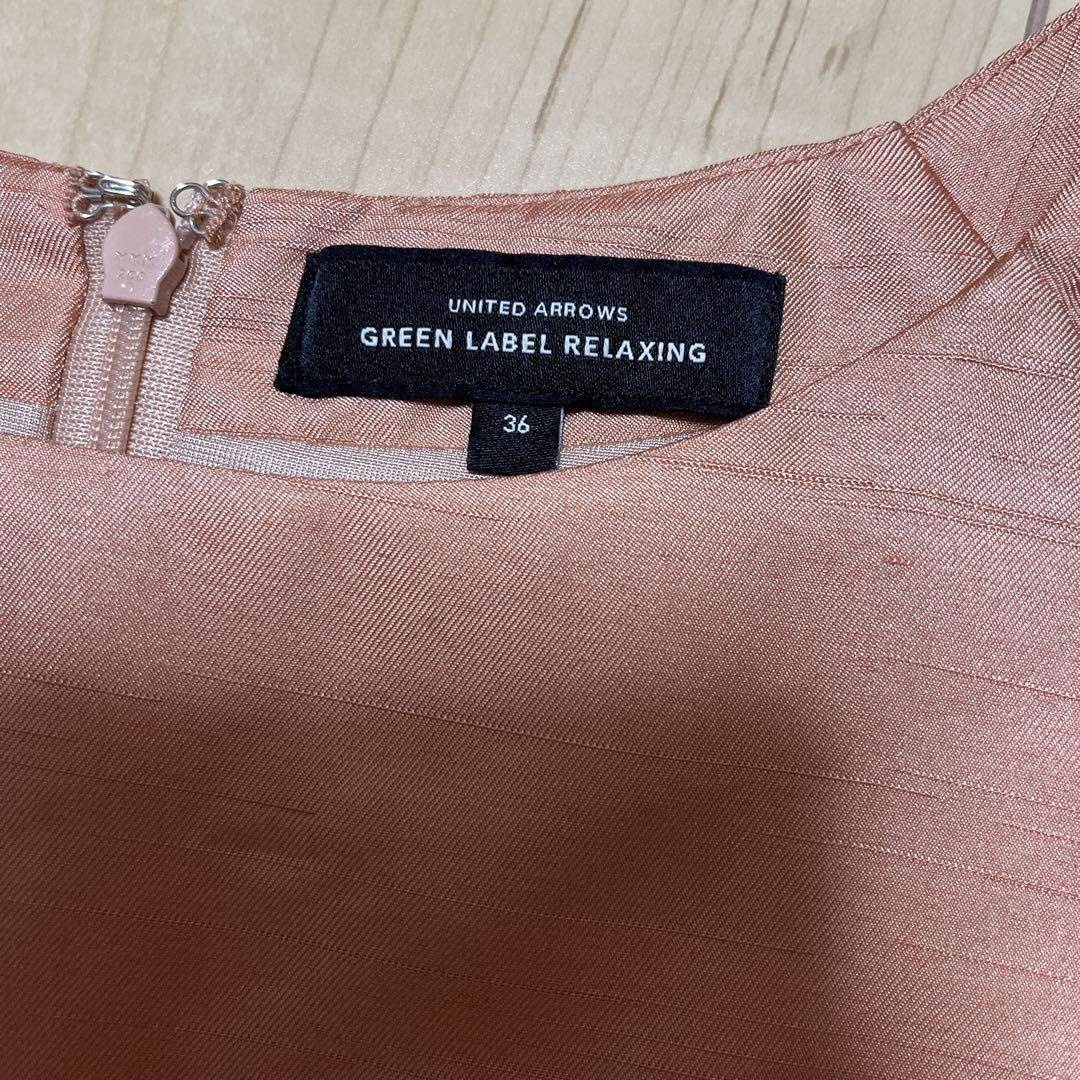 UNITED ARROWS
GREEN LABEL RELAXING
36